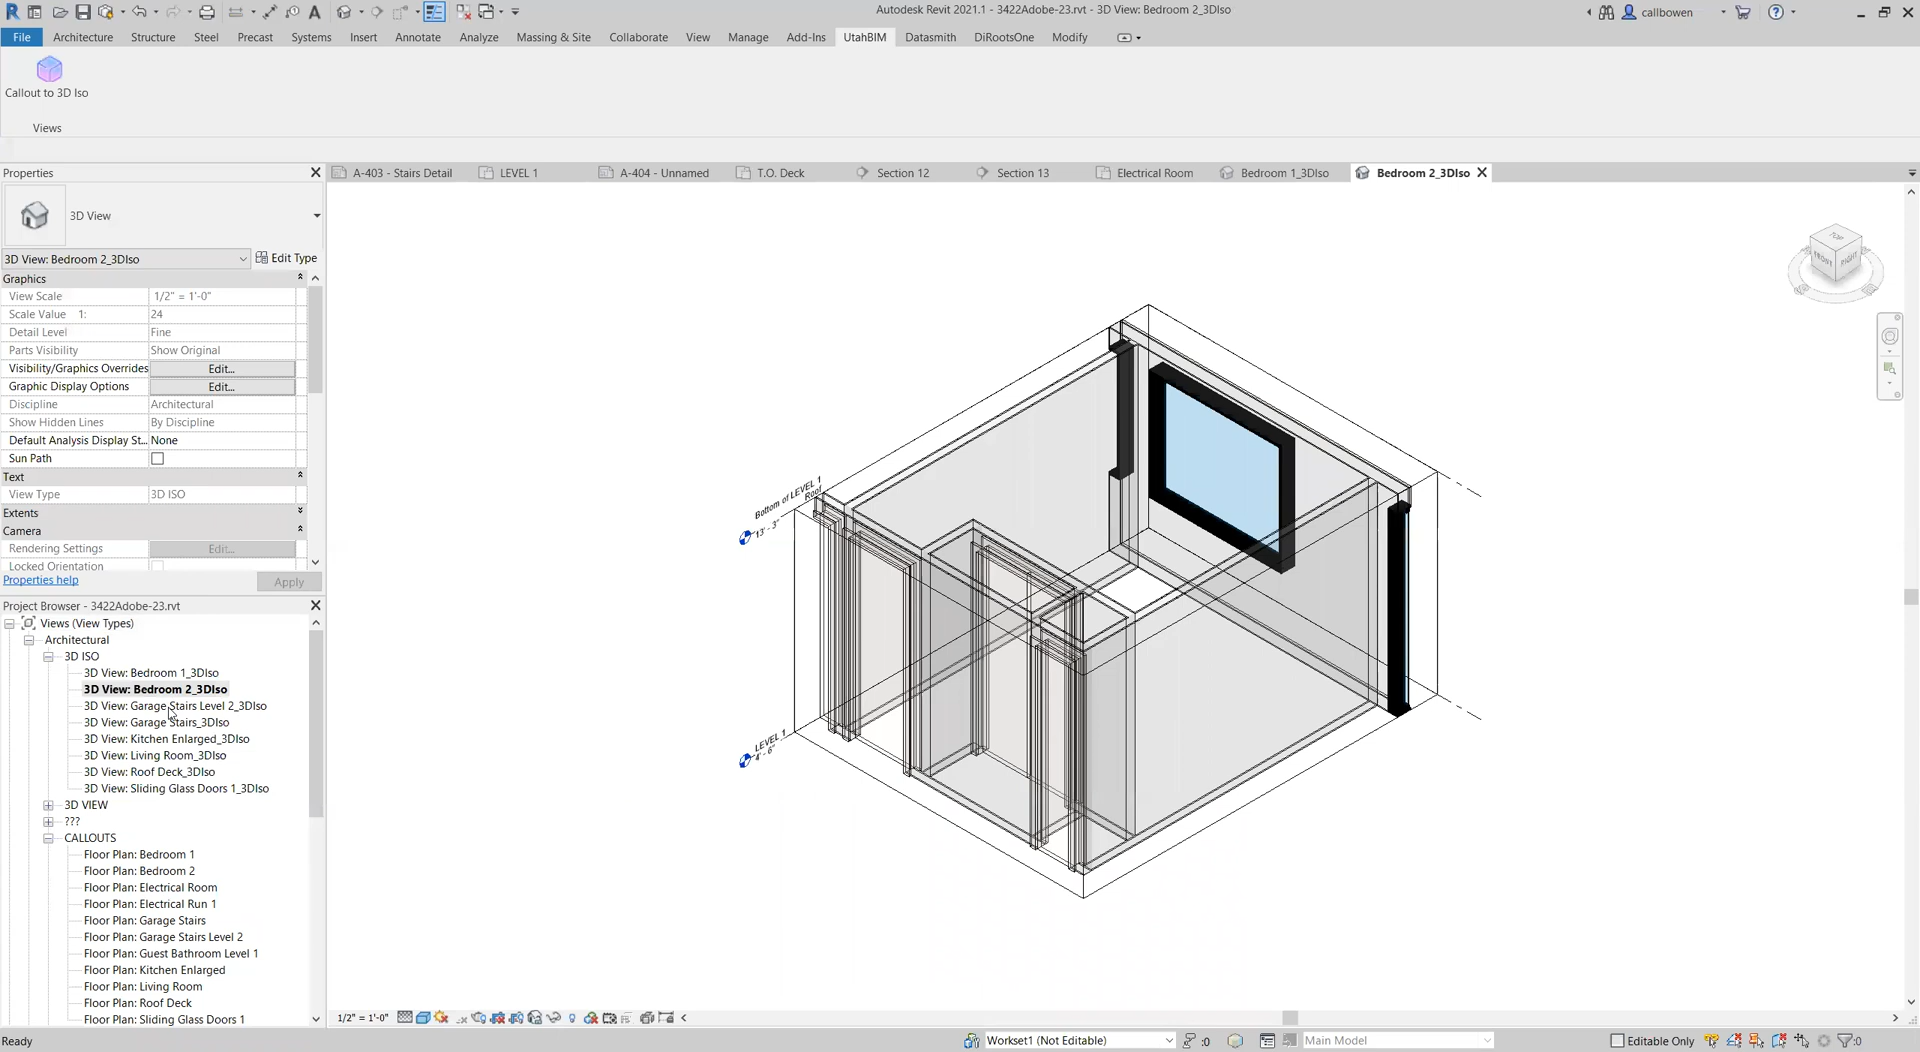 Autodesk Revit 2021.1 - 3422Adobe-23.rvt - 3D View: Bedroom 2_3DIso
callbowen
File Architecture Structure Steel Precast Systems Insert Annotate Analyze Massing & Site Collaborate View Manage Add-Ins UtahBIM Datasmith DiRootsOne Modify
Callout to 3D Iso
Views
Properties
A-403 - Stairs Detail LEVEL 1 A-404 - Unnamed T.O. Deck Section 12 Section 13 Electrical Room Bedroom 1_3DIso Bedroom 2_3DIso
3D View
3D View: Bedroom 2_3DIso Edit Type
Graphics
View Scale 1/2" = 1'-0"
Scale Value 1: 24
Detail Level Fine
Parts Visibility Show Original
Visibility/Graphics Overrides Edit...
Graphic Display Options Edit...
Discipline Architectural
Show Hidden Lines By Discipline
Default Analysis Display St... None
Sun Path
Text
View Type 3D ISO
Extents
Camera
Rendering Settings Edit...
Locked Orientation
Properties help Apply
TOP
FRONT RIGHT
Bottom of LEVEL 1
Roof
13' - 3"
LEVEL 1
4' - 6"
Project Browser - 3422Adobe-23.rvt
Views (View Types)
Architectural
3D ISO
3D View: Bedroom 1_3DIso
3D View: Bedroom 2_3DIso
3D View: Garage Stairs Level 2_3DIso
3D View: Garage Stairs_3DIso
3D View: Kitchen Enlarged_3DIso
3D View: Living Room_3DIso
3D View: Roof Deck_3DIso
3D View: Sliding Glass Doors 1_3DIso
3D VIEW
???
CALLOUTS
Floor Plan: Bedroom 1
Floor Plan: Bedroom 2
Floor Plan: Electrical Room
Floor Plan: Electrical Run 1
Floor Plan: Garage Stairs
Floor Plan: Garage Stairs Level 2
Floor Plan: Guest Bathroom Level 1
Floor Plan: Kitchen Enlarged
Floor Plan: Living Room
Floor Plan: Roof Deck
Floor Plan: Sliding Glass Doors 1
1/2" = 1'-0"
Ready
Workset1 (Not Editable) :0 Main Model Editable Only :0